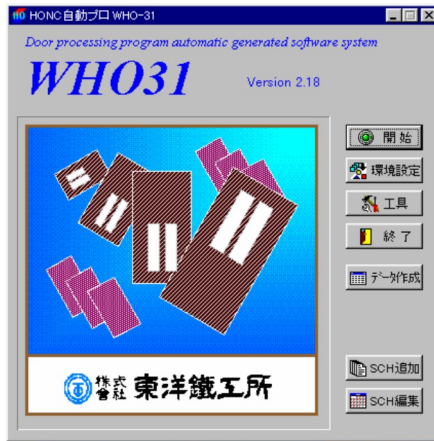 HONC自動プロ WHO-31
Door processing program automatic generated software system
WHO31
Version 2.18
開始
環境設定
工具
終了
ﾃﾞｰﾀ作成
SCH追加
SCH編集
株式會社 東洋鐵工所